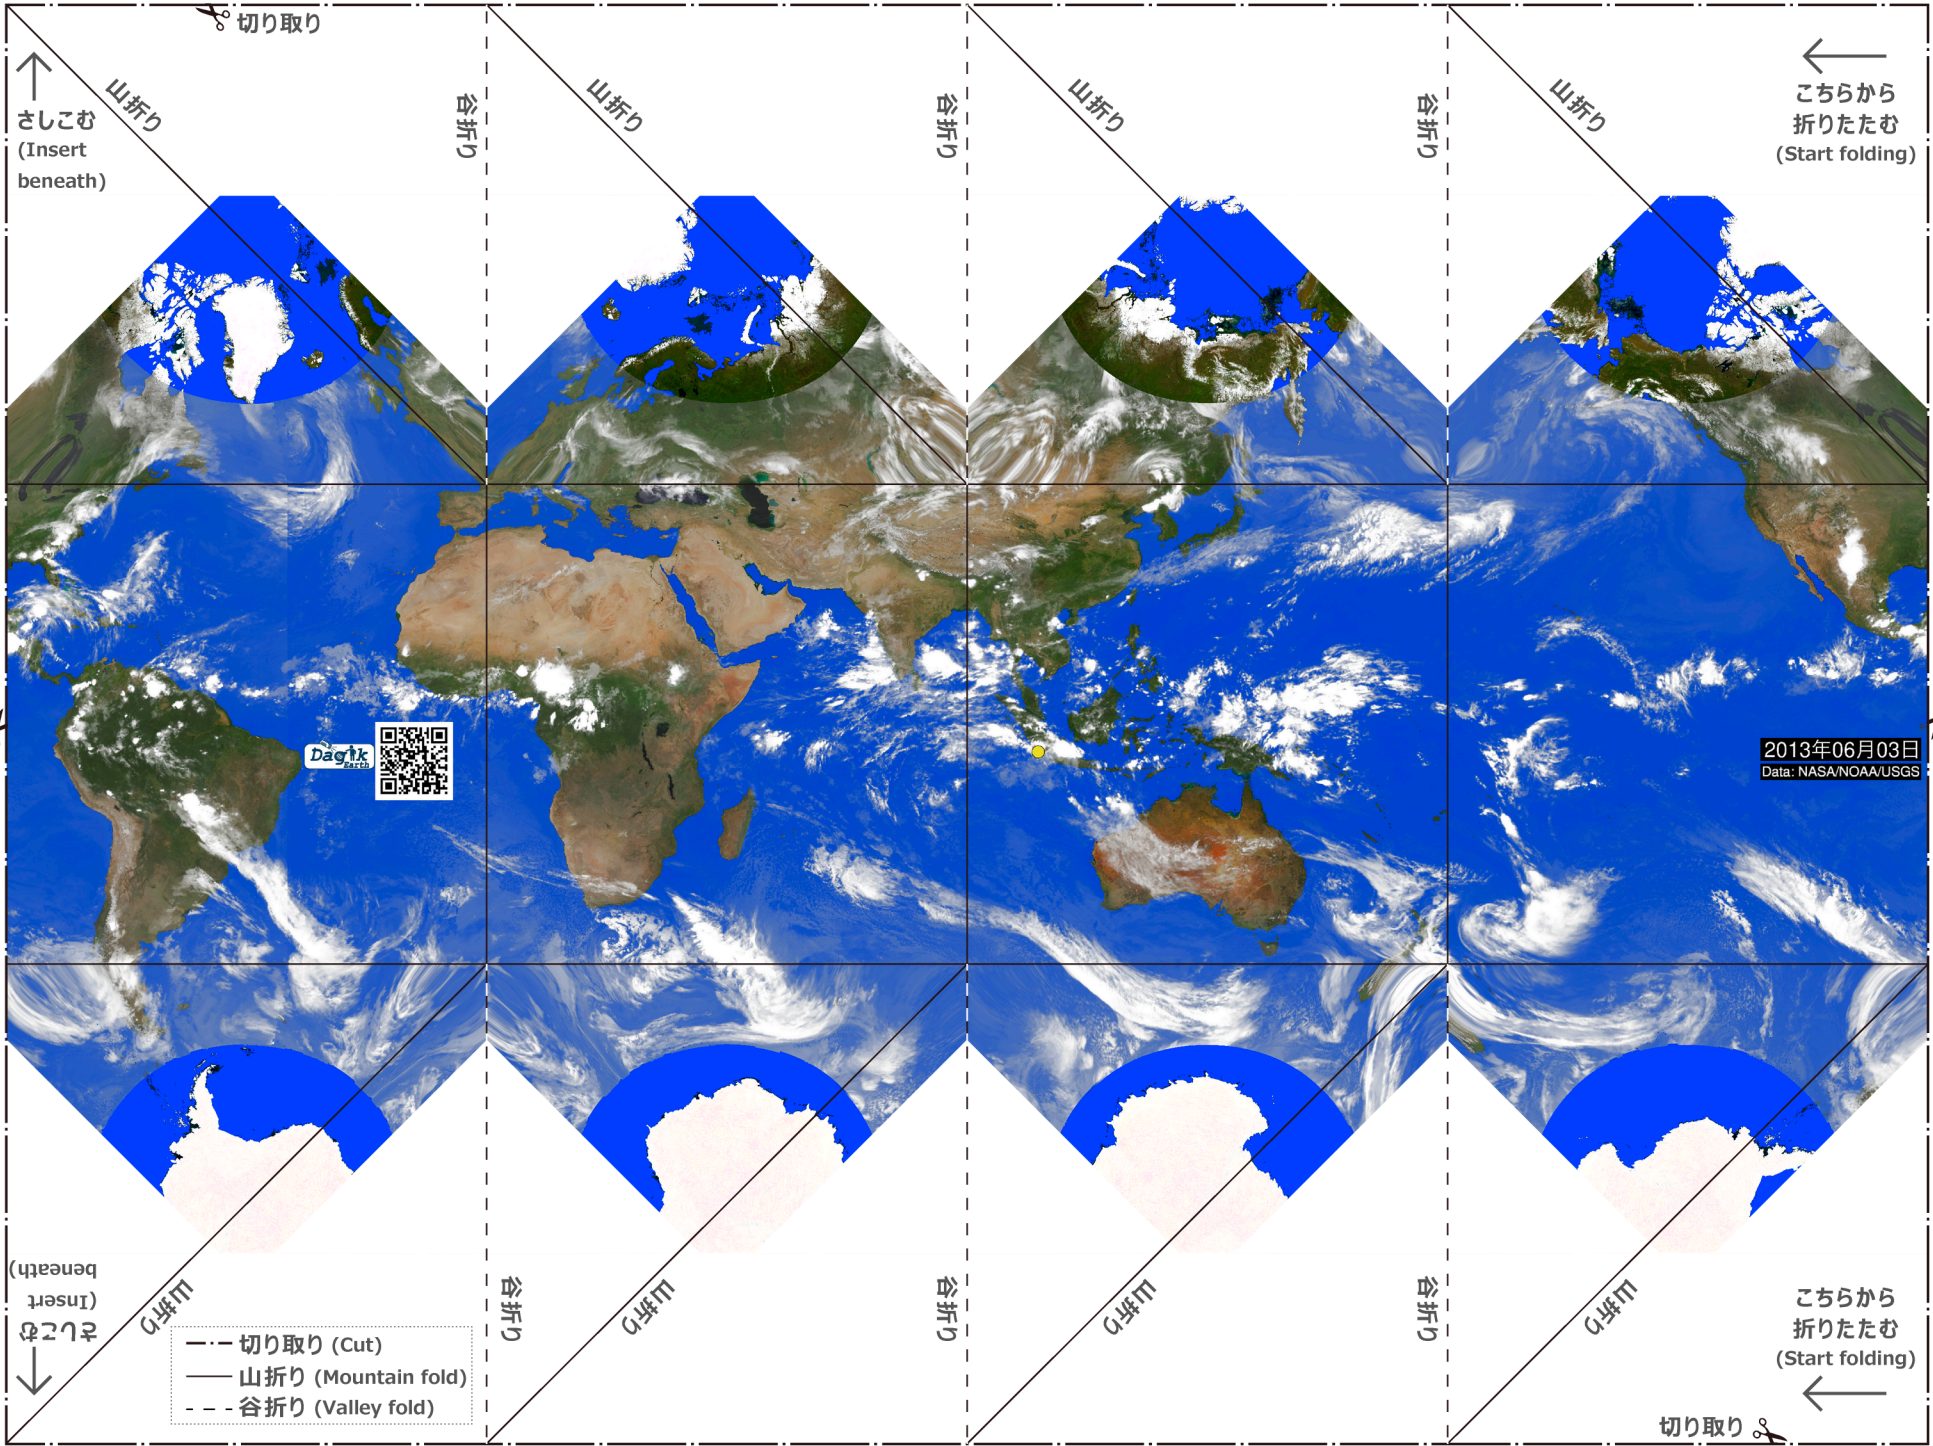 切り取り
山折り
谷折り
山折り
谷折り
山折り
谷折り
山折り
さしこむ
(Insert
beneath)
こちらから
折りたたむ
(Start folding)
Dagik
Earth
2013年06月03日
Data: NASA/NOAA/USGS
さしこむ
(Insert
beneath)
山折り
谷折り
山折り
谷折り
山折り
谷折り
山折り
こちらから
折りたたむ
(Start folding)
切り取り (Cut)
山折り (Mountain fold)
谷折り (Valley fold)
切り取り